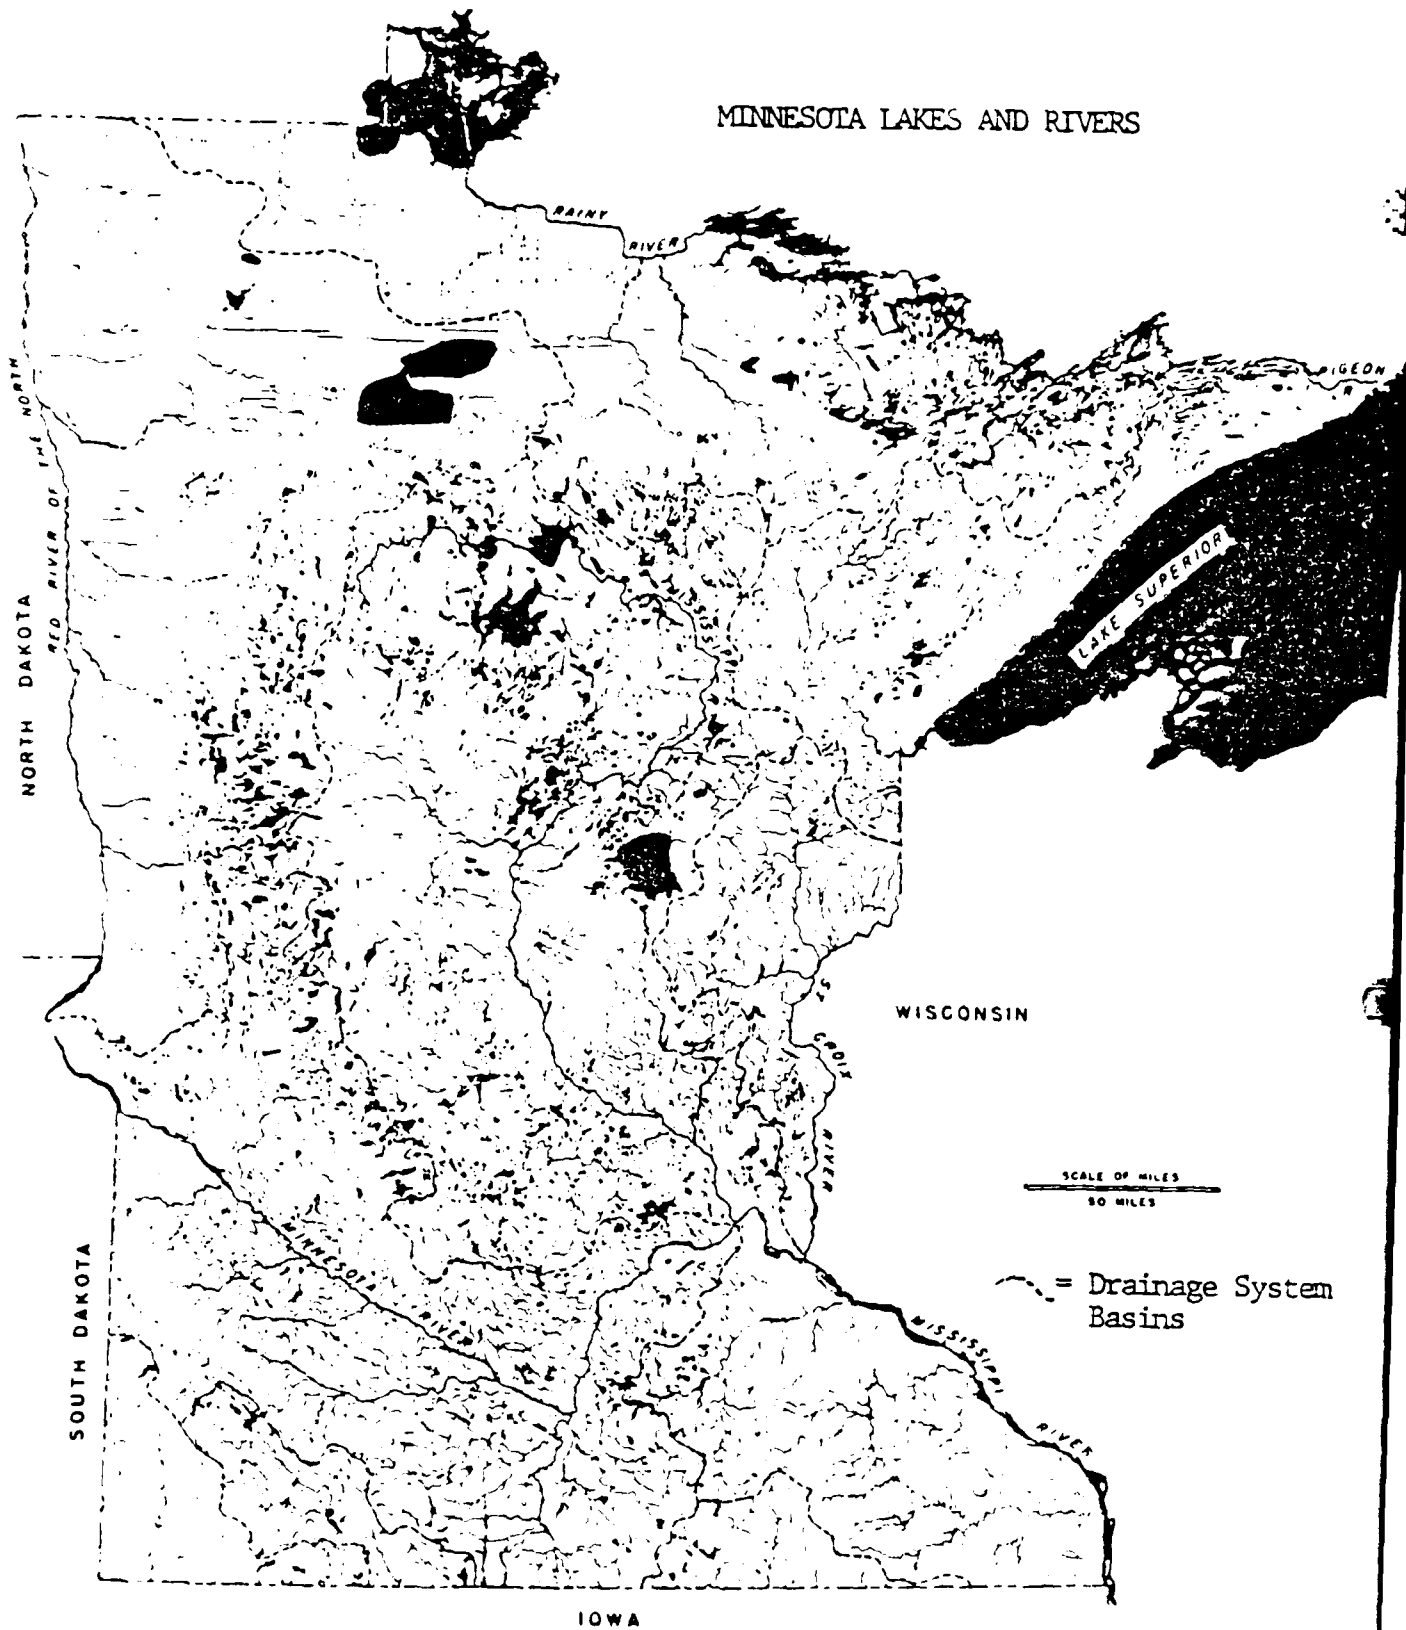 MINNESOTA LAKES AND RIVERS
RAINY
RIVER
PIGEON
R
RED RIVER OF THE NORTH
NORTH DAKOTA
MISSISSIPPI
LAKE SUPERIOR
ST CROIX RIVER
WISCONSIN
SCALE OF MILES
50 MILES
= Drainage System
Basins
MINNESOTA RIVER
SOUTH DAKOTA
MISSISSIPPI RIVER
IOWA